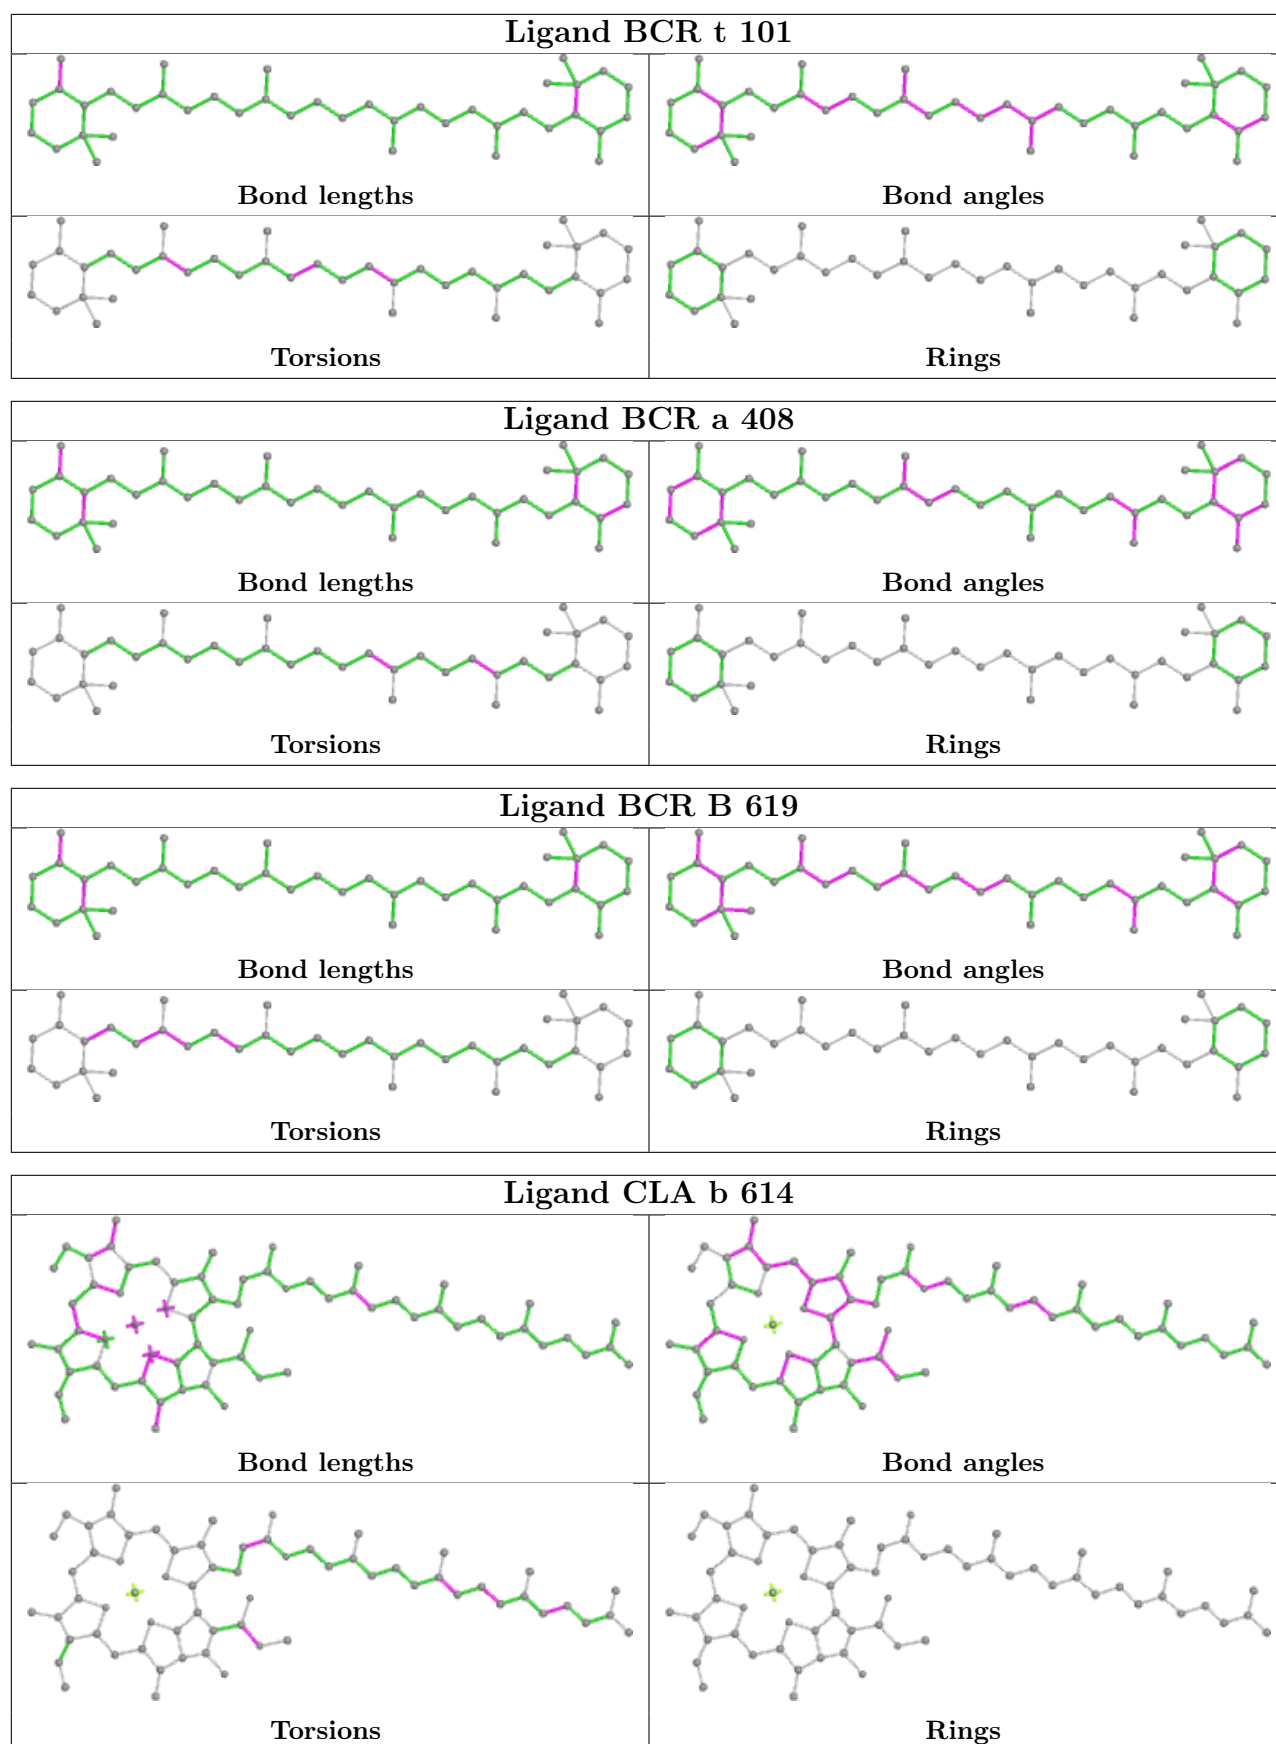 Ligand BCR t 101
Bond lengths
Bond angles
Torsions
Rings
Ligand BCR a 408
Bond lengths
Bond angles
Torsions
Rings
Ligand BCR B 619
Bond lengths
Bond angles
Torsions
Rings
Ligand CLA b 614
Bond lengths
Bond angles
Torsions
Rings